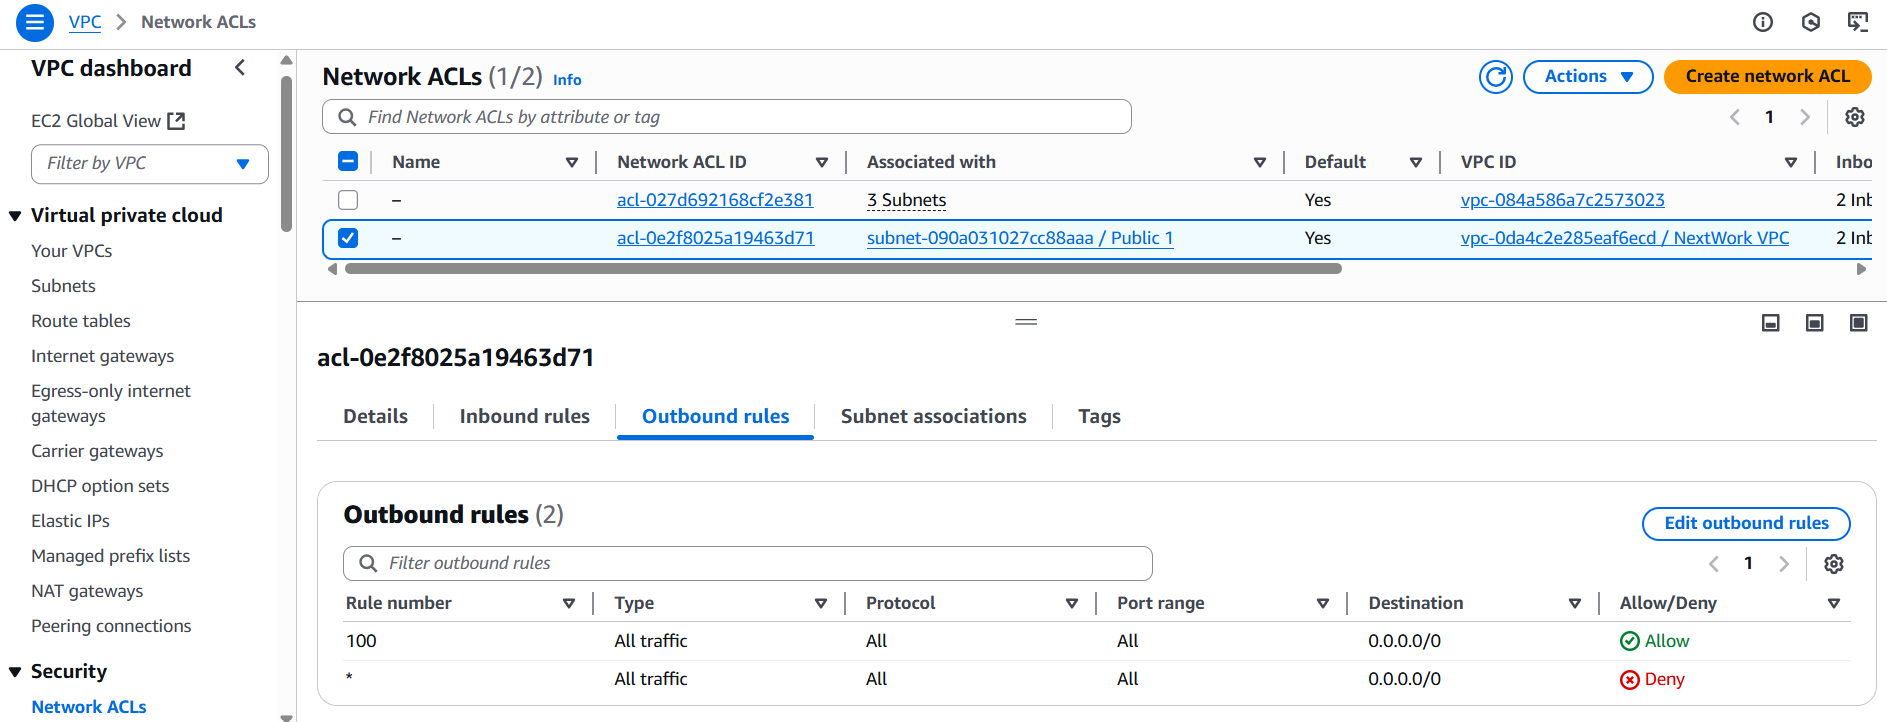 VPC > Network ACLs
VPC dashboard
EC2 Global View
Filter by VPC
Virtual private cloud
Your VPCs
Subnets
Route tables
Internet gateways
Egress-only internet
gateways
Carrier gateways
DHCP option sets
Elastic IPs
Managed prefix lists
NAT gateways
Peering connections
Security
Network ACLs
Network ACLs (1/2) Info
Actions
Create network ACL
Find Network ACLs by attribute or tag
1
Name Network ACL ID Associated with Default VPC ID Inbo
– acl-027d692168cf2e381 3 Subnets Yes vpc-084a586a7c2573023 2 Inb
– acl-0e2f8025a19463d71 subnet-090a031027cc88aaa / Public 1 Yes vpc-0da4c2e285eaf6ecd / NextWork VPC 2 Inb
acl-0e2f8025a19463d71
Details Inbound rules Outbound rules Subnet associations Tags
Outbound rules (2)
Edit outbound rules
Filter outbound rules
1
Rule number Type Protocol Port range Destination Allow/Deny
100 All traffic All All 0.0.0.0/0 Allow
* All traffic All All 0.0.0.0/0 Deny